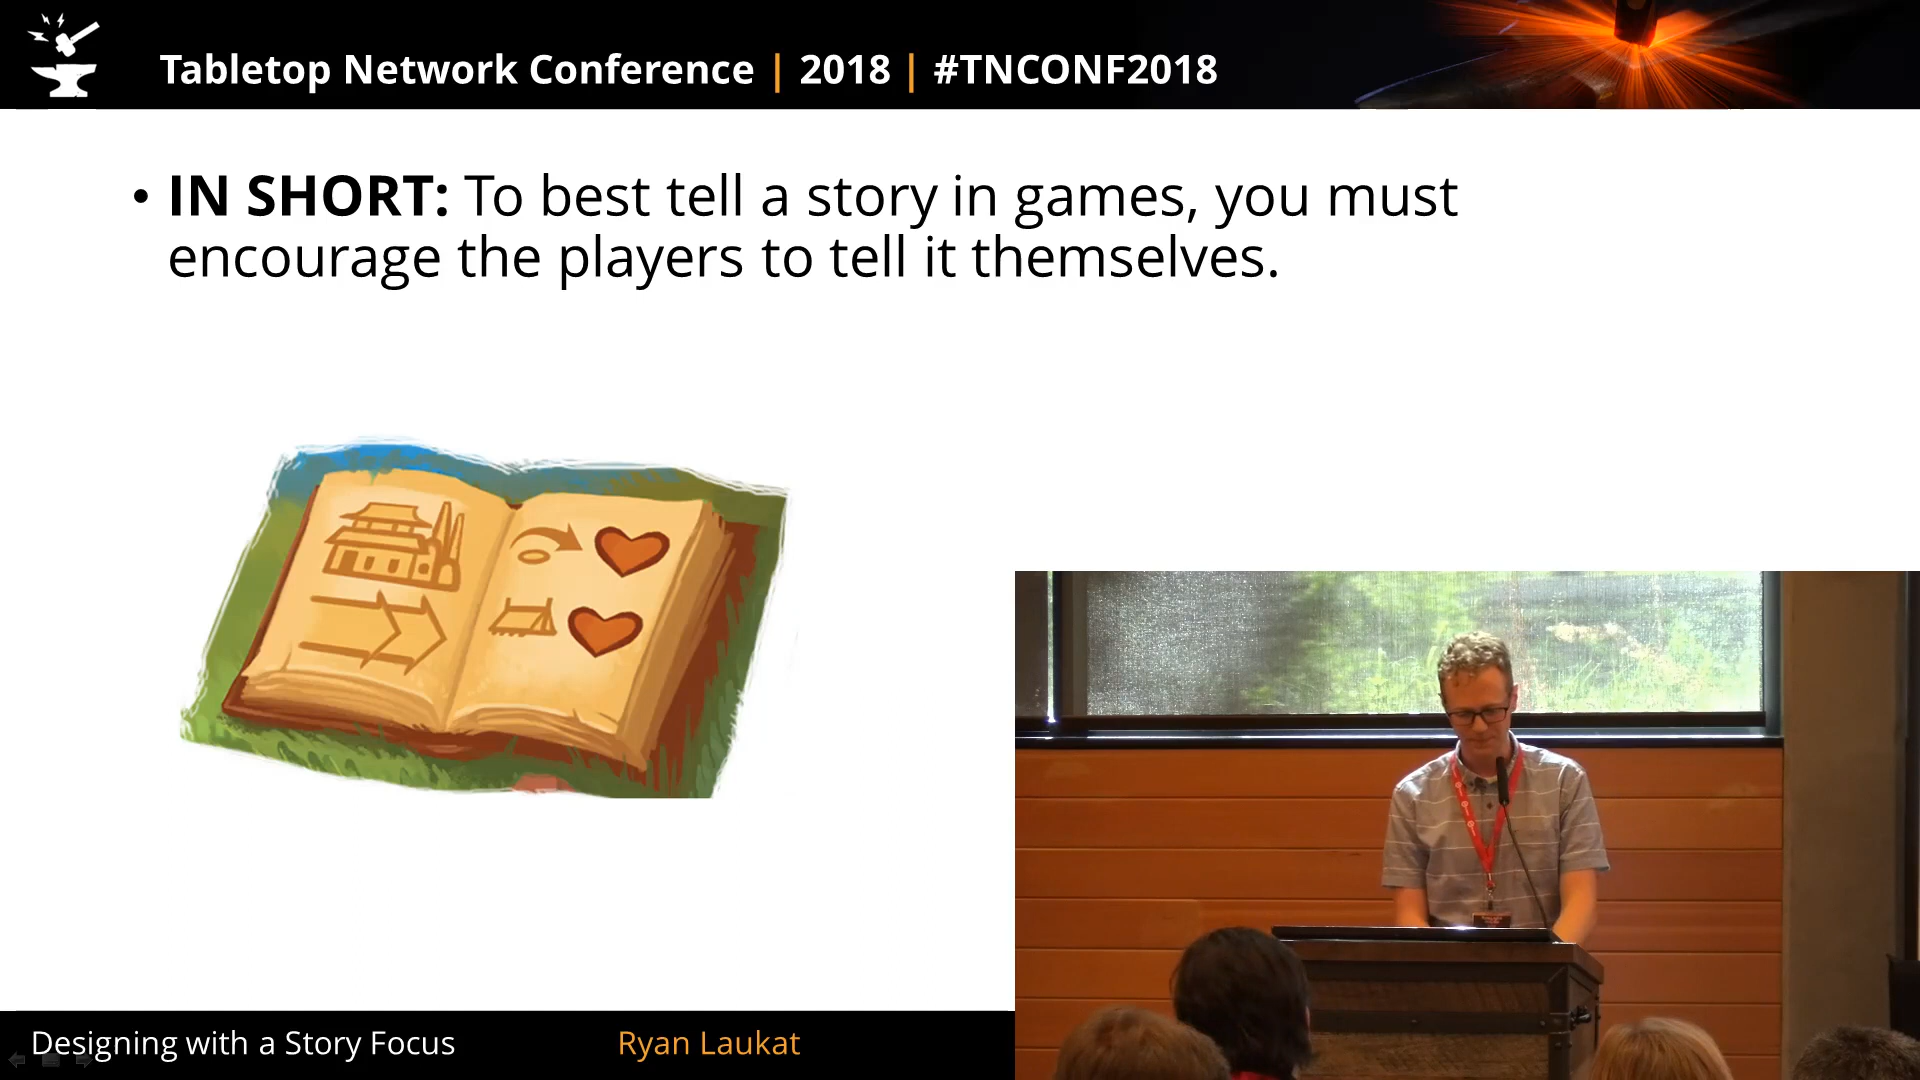 Tabletop Network Conference | 2018 | #TNCONF2018
• IN SHORT: To best tell a story in games, you must
encourage the players to tell it themselves.
Designing with a Story Focus
Ryan Laukat